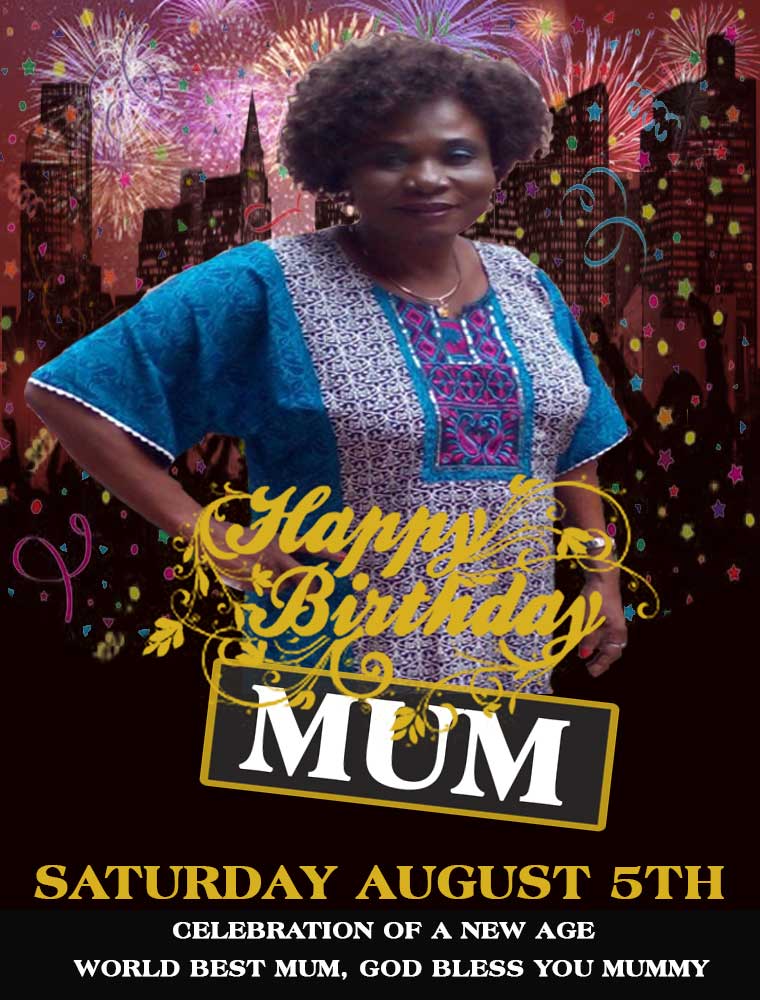 Happy
Birthday
MUM
SATURDAY AUGUST 5TH
CELEBRATION OF A NEW AGE
WORLD BEST MUM, GOD BLESS YOU MUMMY